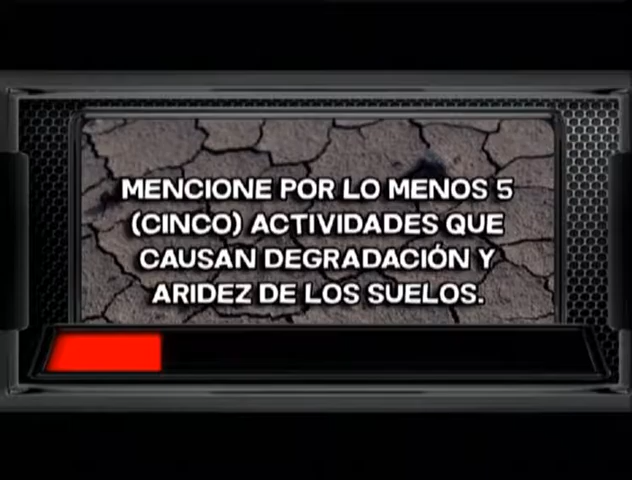 MENCIONE POR LO MENOS 5
(CINCO) ACTIVIDADES QUE
CAUSAN DEGRADACIÓN Y
ARIDEZ DE LOS SUELOS.